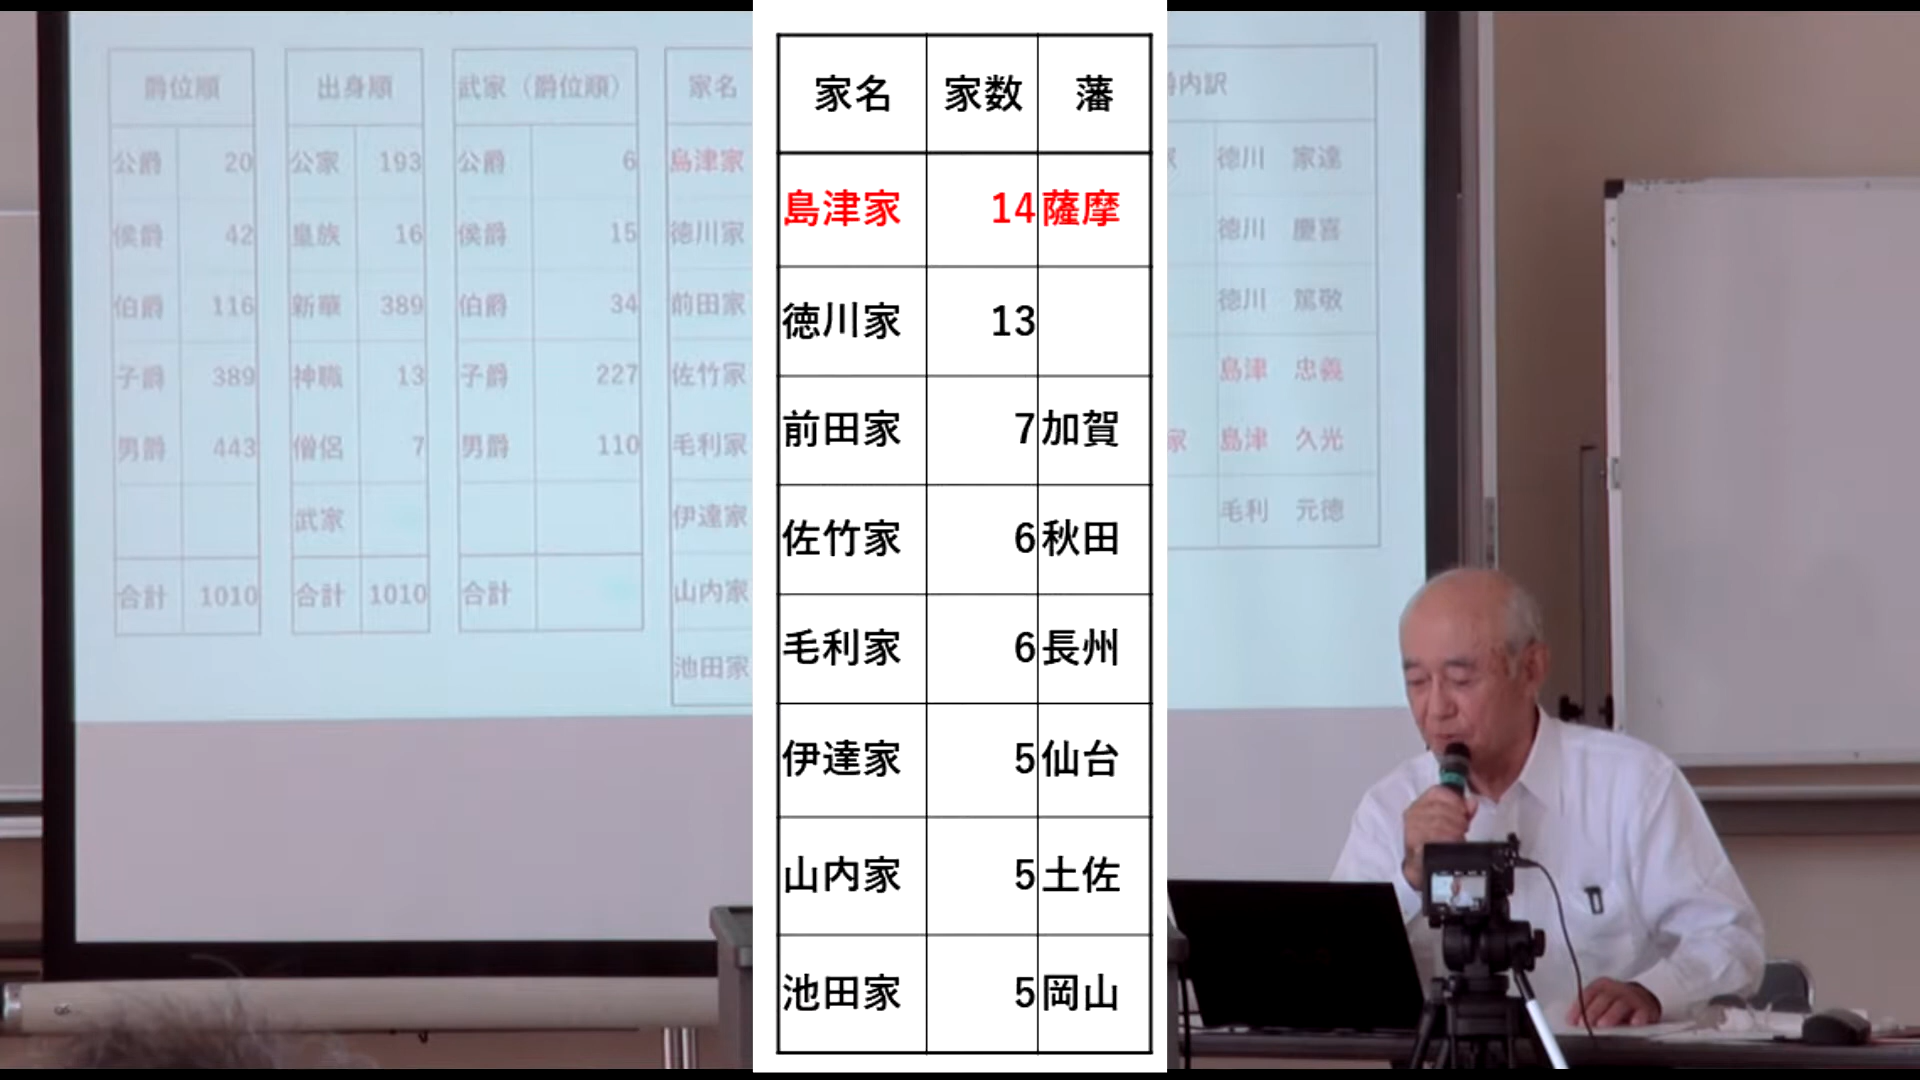 爵位順
公爵 20
侯爵 42
伯爵 116
子爵 389
男爵 443
合計 1010
出身順
公家 193
皇族 16
新華 389
神職 13
僧侶 7
武家
合計 1010
武家（爵位順）
公爵 6
侯爵 15
伯爵 34
子爵 227
男爵 110
合計
家名
島津家
徳川家
前田家
佐竹家
毛利家
伊達家
山内家
池田家
家名 家数 藩
島津家 14 薩摩
徳川家 13
前田家 7 加賀
佐竹家 6 秋田
毛利家 6 長州
伊達家 5 仙台
山内家 5 土佐
池田家 5 岡山
内訳
徳川 家達
徳川 慶喜
徳川 篤敬
島津 忠義
家 島津 久光
毛利 元徳